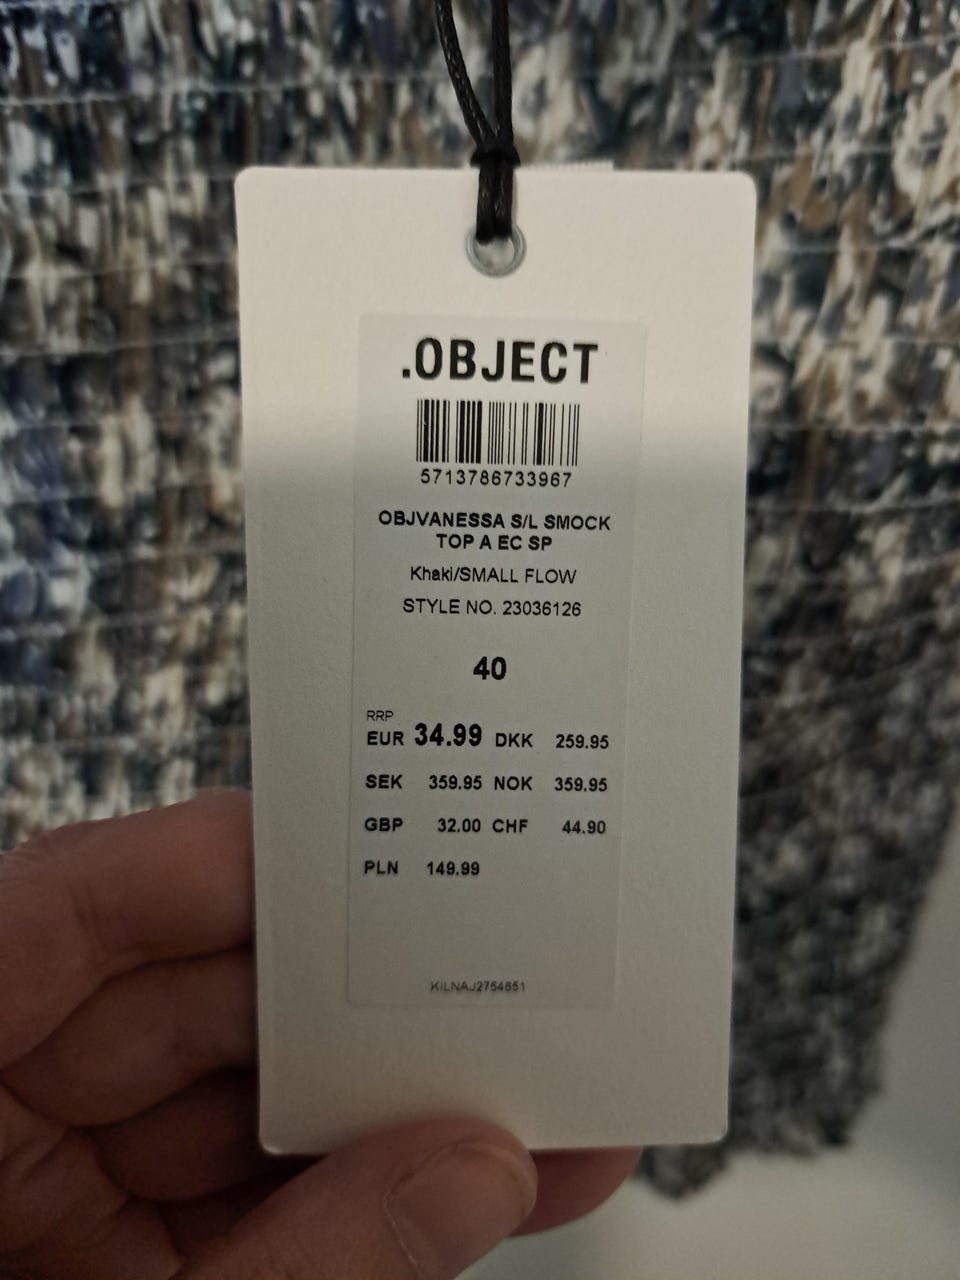 .OBJECT
5713786733967
OBJVANESSA S/L SMOCK
TOP A EC SP
Khaki/SMALL FLOW
STYLE NO. 23036126
40
RRP
EUR 34.99 DKK 259.95
SEK 359.95 NOK 359.95
GBP 32.00 CHF 44.90
PLN 149.99
KILNAJ2754651